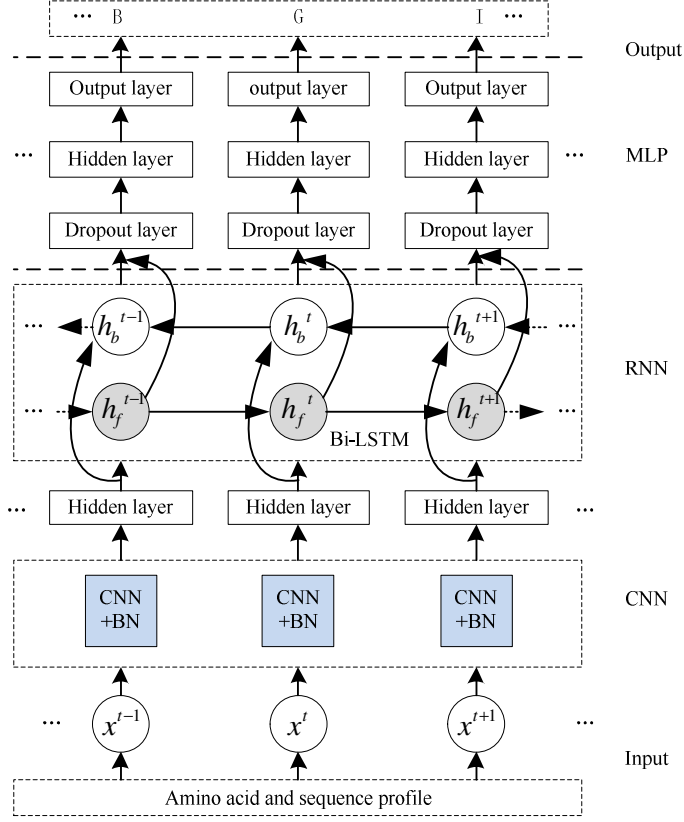 ··· B G I ···
Output
Output layer output layer Output layer
··· Hidden layer Hidden layer Hidden layer ··· MLP
Dropout layer Dropout layer Dropout layer
··· h_b^{t-1} h_b^{t} h_b^{t+1} ···
RNN
··· h_f^{t-1} h_f^{t} h_f^{t+1} ···
Bi-LSTM
··· Hidden layer Hidden layer Hidden layer ···
CNN CNN CNN CNN
+BN +BN +BN
··· x^{t-1} x^{t} x^{t+1} ···
Input
Amino acid and sequence profile